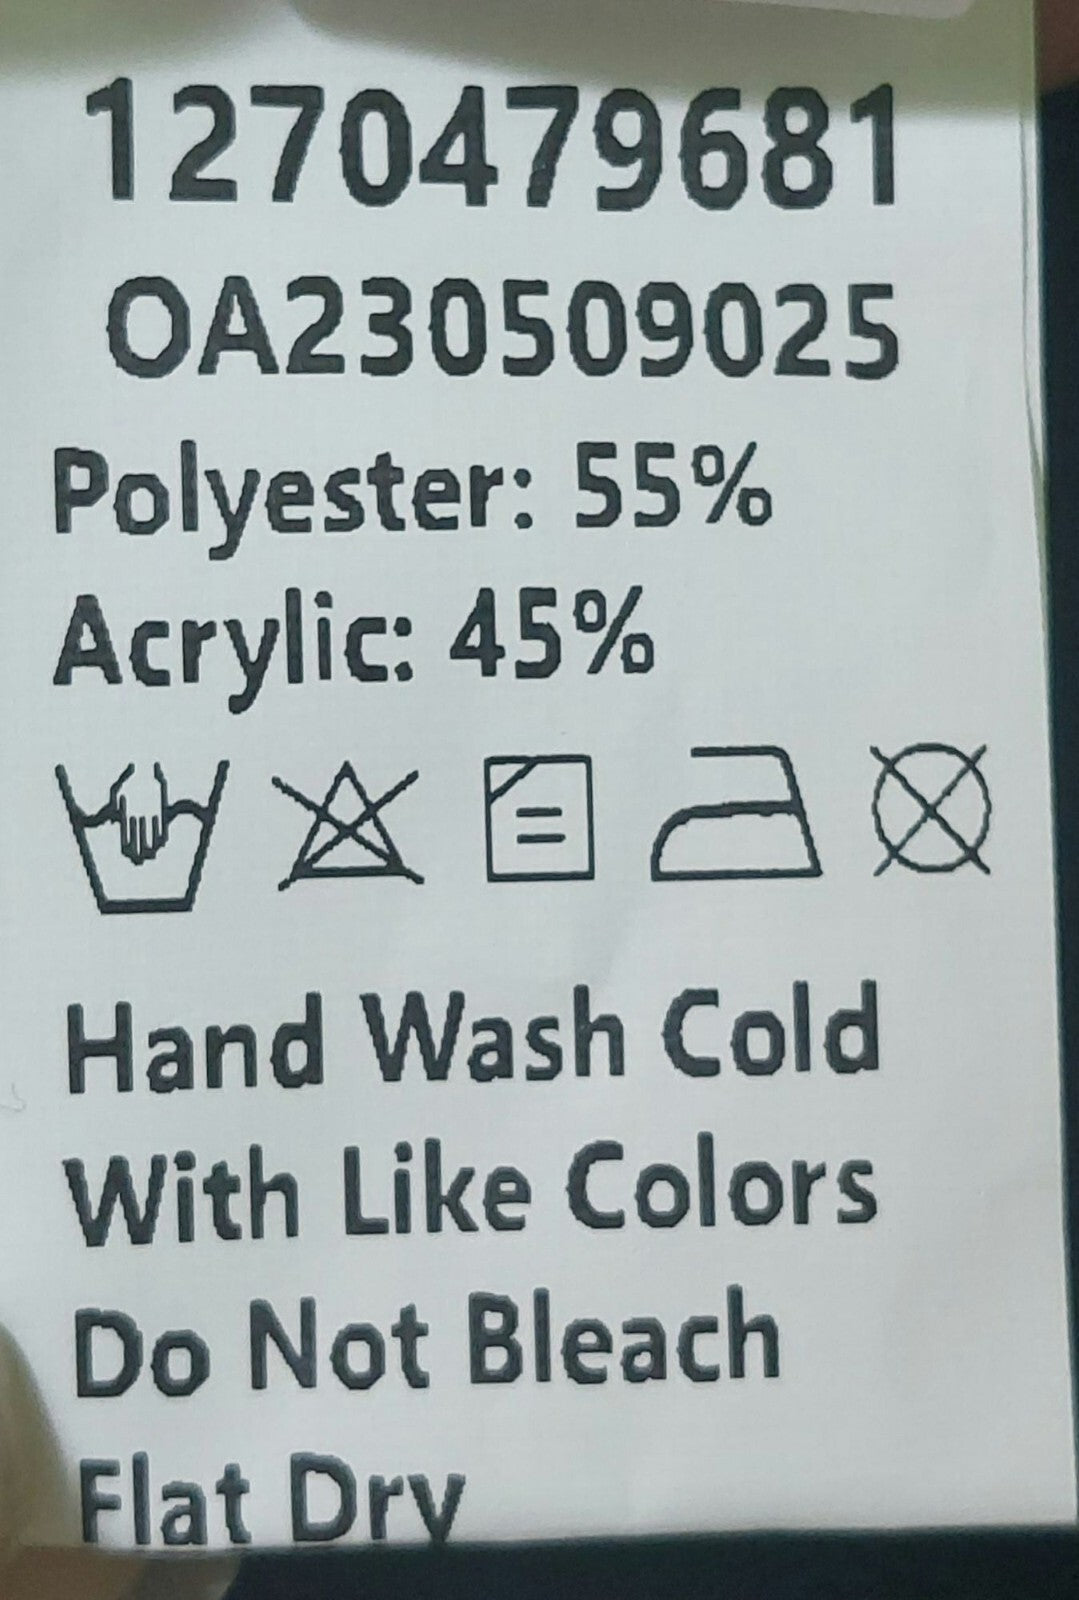 1270479681
OA230509025
Polyester: 55%
Acrylic: 45%
Hand Wash Cold
With Like Colors
Do Not Bleach
Flat Dry